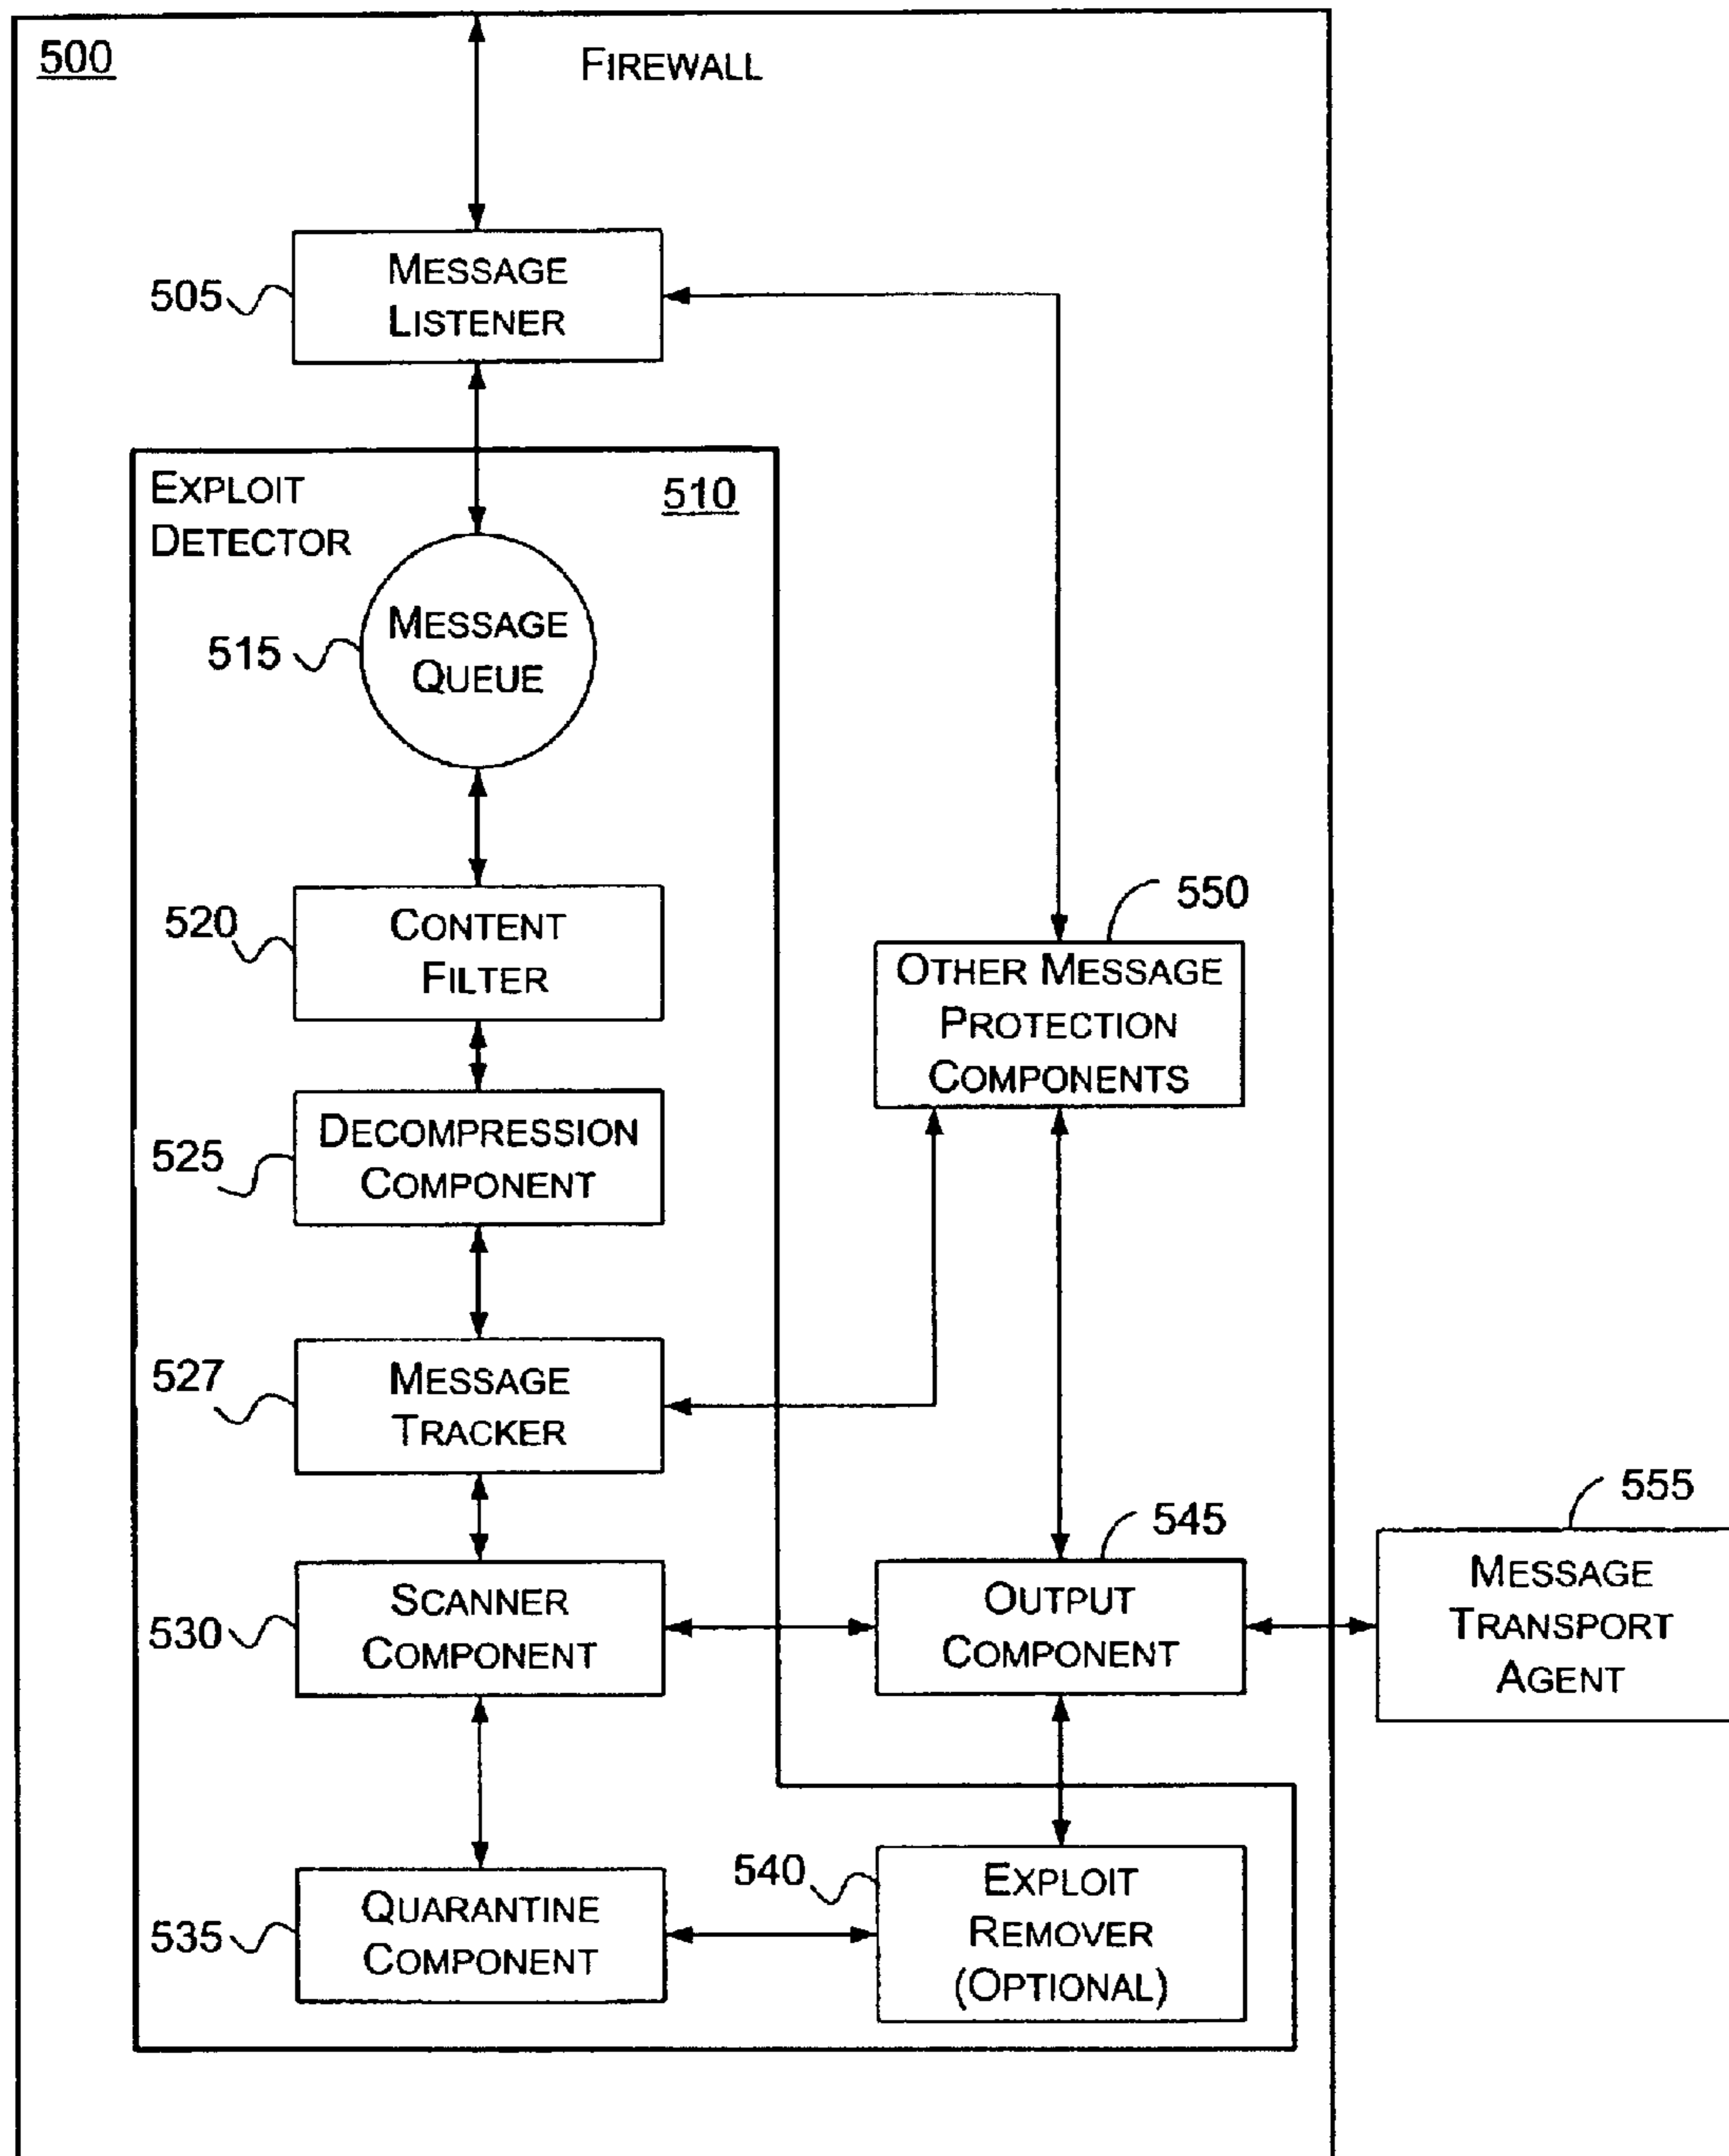 500
FIREWALL
505
MESSAGE
LISTENER
EXPLOIT
DETECTOR
510
515
MESSAGE
QUEUE
520
CONTENT
FILTER
550
OTHER MESSAGE
PROTECTION
COMPONENTS
525
DECOMPRESSION
COMPONENT
527
MESSAGE
TRACKER
530
SCANNER
COMPONENT
545
OUTPUT
COMPONENT
555
MESSAGE
TRANSPORT
AGENT
535
QUARANTINE
COMPONENT
540
EXPLOIT
REMOVER
(OPTIONAL)